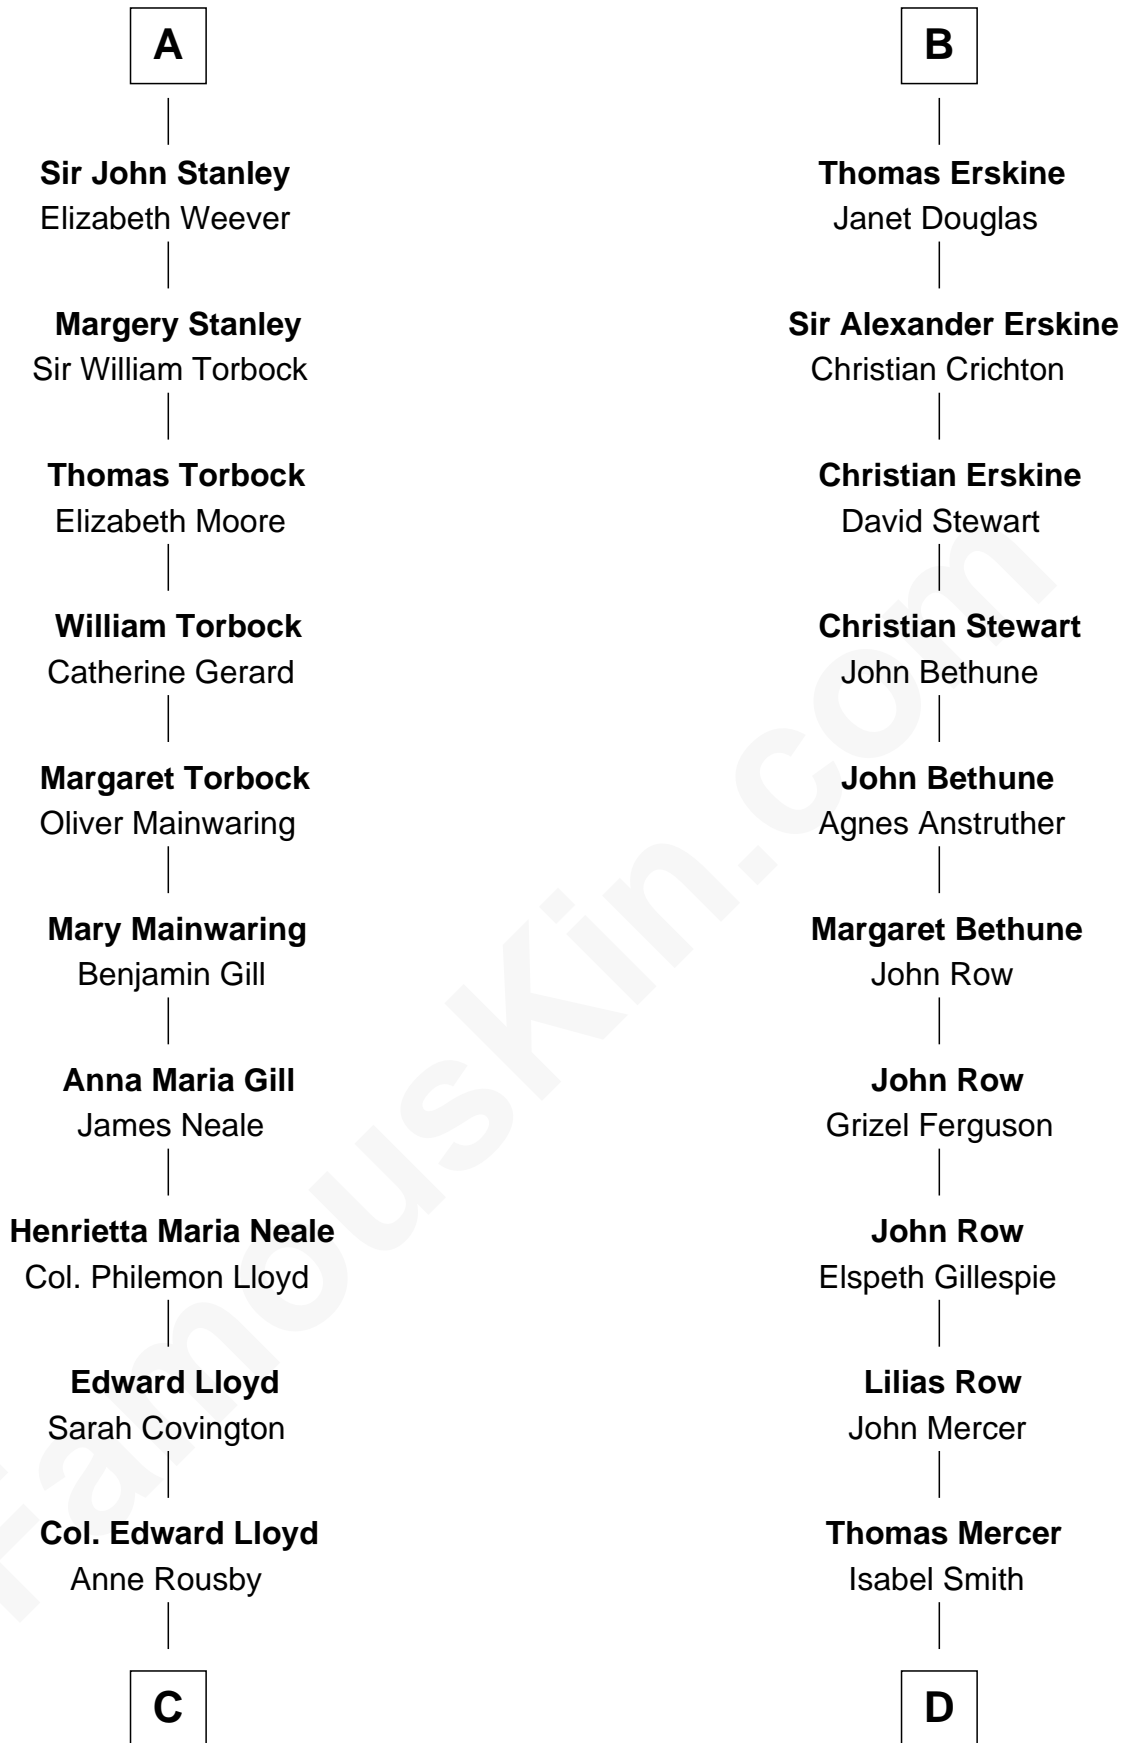 A
Sir John Stanley
Elizabeth Weever
Margery Stanley
Sir William Torbock
Thomas Torbock
Elizabeth Moore
William Torbock
Catherine Gerard
Margaret Torbock
Oliver Mainwaring
Mary Mainwaring
Benjamin Gill
Anna Maria Gill
James Neale
Henrietta Maria Neale
Col. Philemon Lloyd
Edward Lloyd
Sarah Covington
Col. Edward Lloyd
Anne Rousby
C
B
Thomas Erskine
Janet Douglas
Sir Alexander Erskine
Christian Crichton
Christian Erskine
David Stewart
Christian Stewart
John Bethune
John Bethune
Agnes Anstruther
Margaret Bethune
John Row
John Row
Grizel Ferguson
John Row
Elspeth Gillespie
Lilias Row
John Mercer
Thomas Mercer
Isabel Smith
D
FamousKin.com